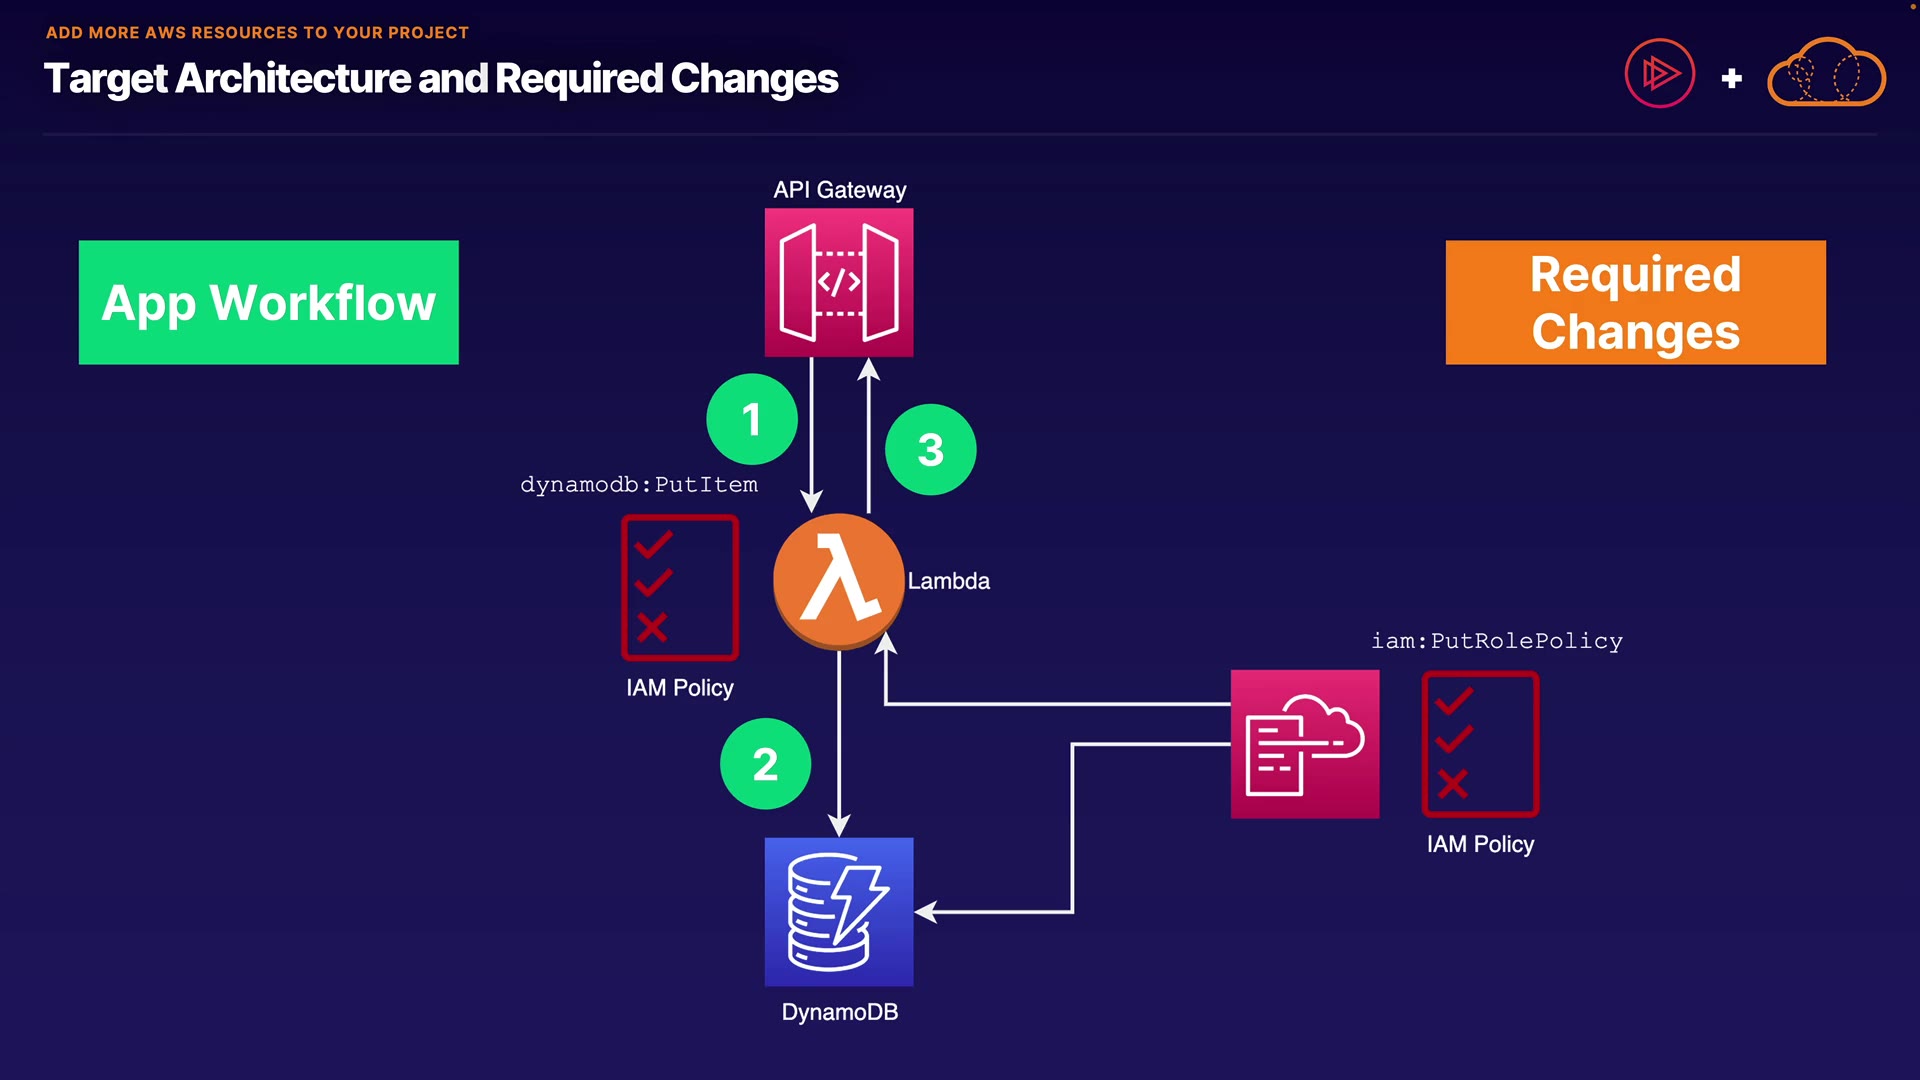 ADD MORE AWS RESOURCES TO YOUR PROJECT
Target Architecture and Required Changes
API Gateway
</>
App Workflow
Required
Changes
1
3
dynamodb:PutItem
Lambda
IAM Policy
iam:PutRolePolicy
2
IAM Policy
DynamoDB